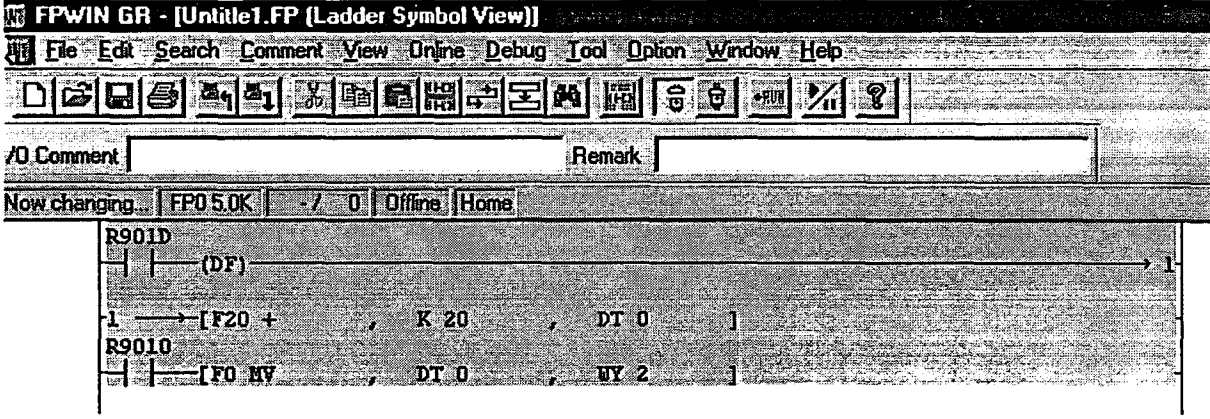 FPWIN GR - [Untitle1.FP (Ladder Symbol View)]
File Edit Search Comment View Online Debug Tool Option Window Help
/O Comment Remark
Now changing... FP0 5.0K - / 0 Offline Home
R901D
(DF) 1
1 [F20 + , K 20 , DT 0 ]
R9010
[F0 MV , DT 0 , WY 2 ]